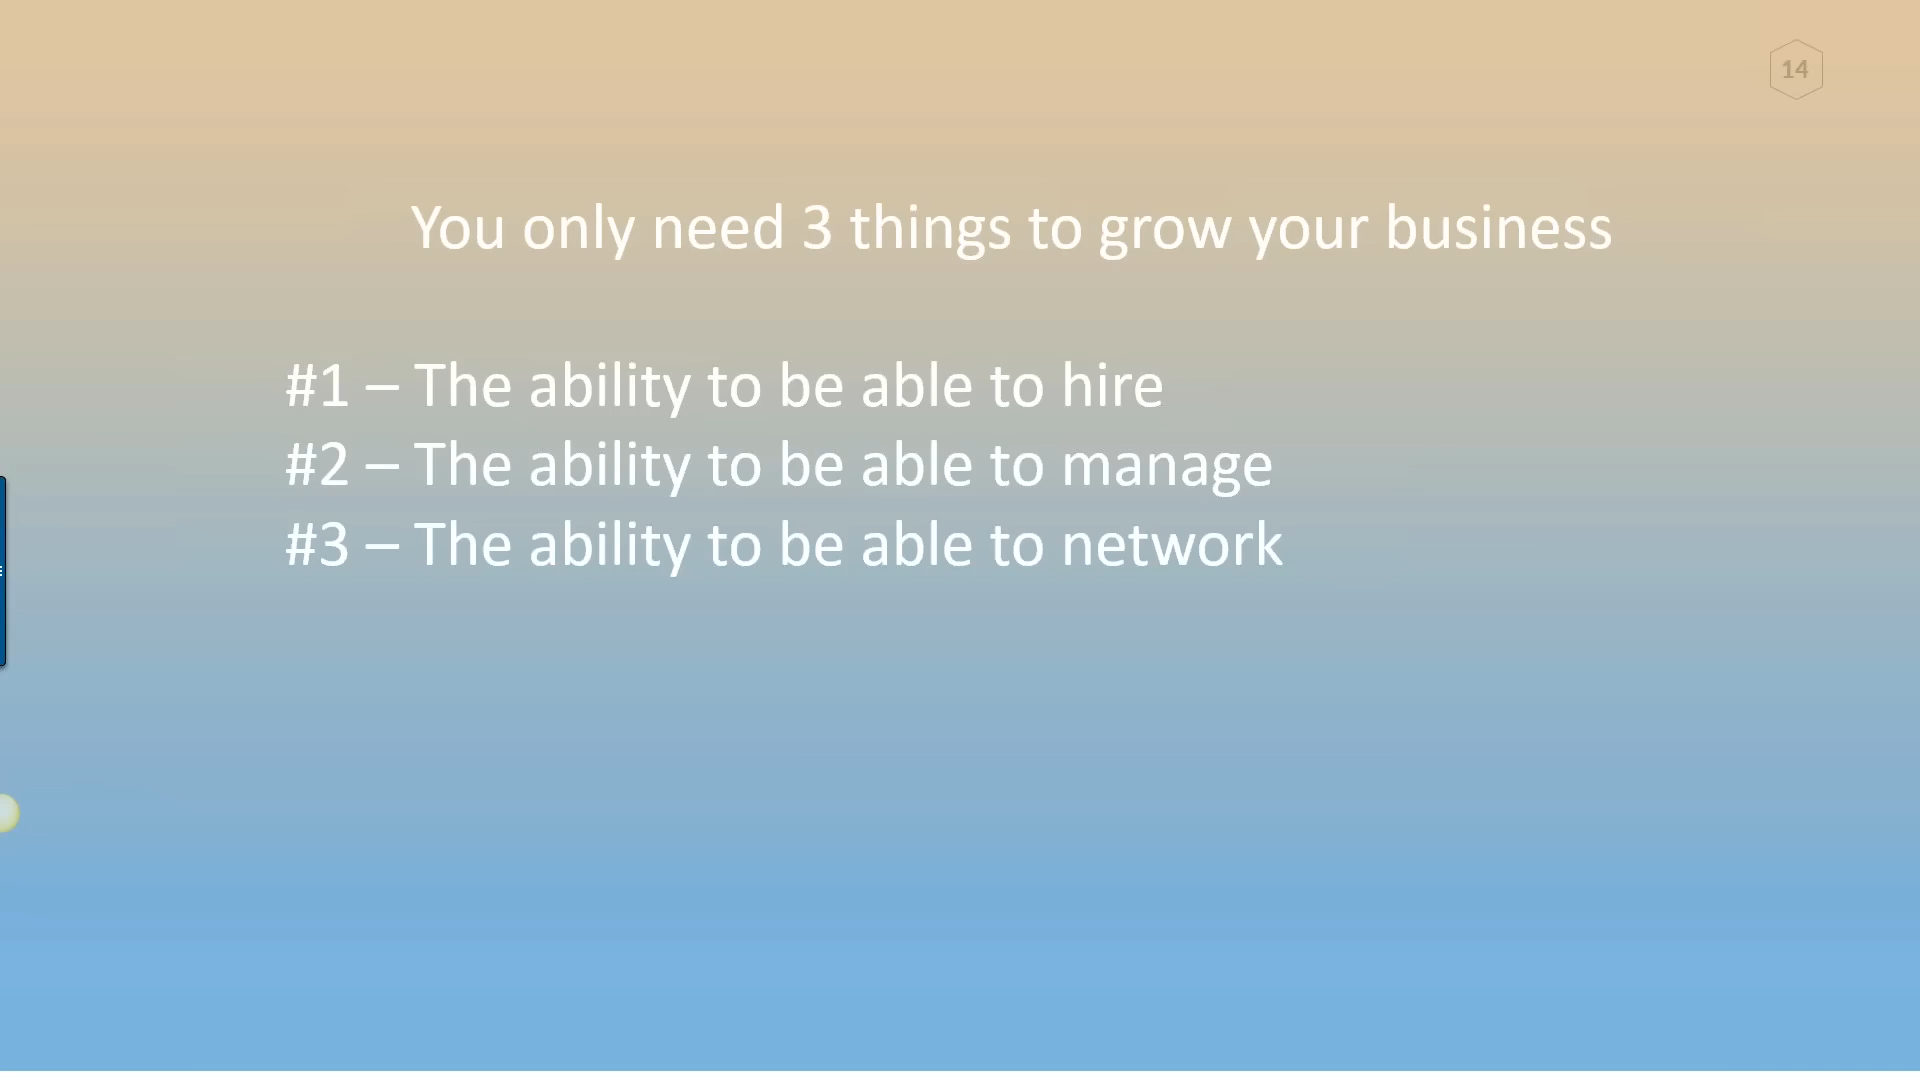 14
You only need 3 things to grow your business
#1 – The ability to be able to hire
#2 – The ability to be able to manage
#3 – The ability to be able to network